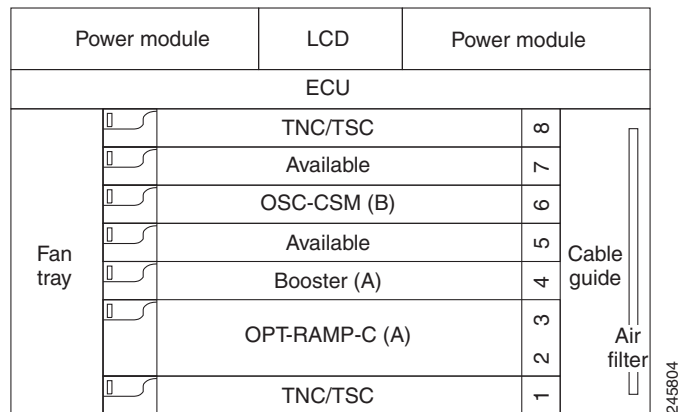 Power module
LCD
Power module
ECU
TNC/TSC
8
Available
7
OSC-CSM (B)
6
Available
5
Booster (A)
4
OPT-RAMP-C (A)
3
2
TNC/TSC
1
Fan
tray
Cable
guide
Air
filter
245804